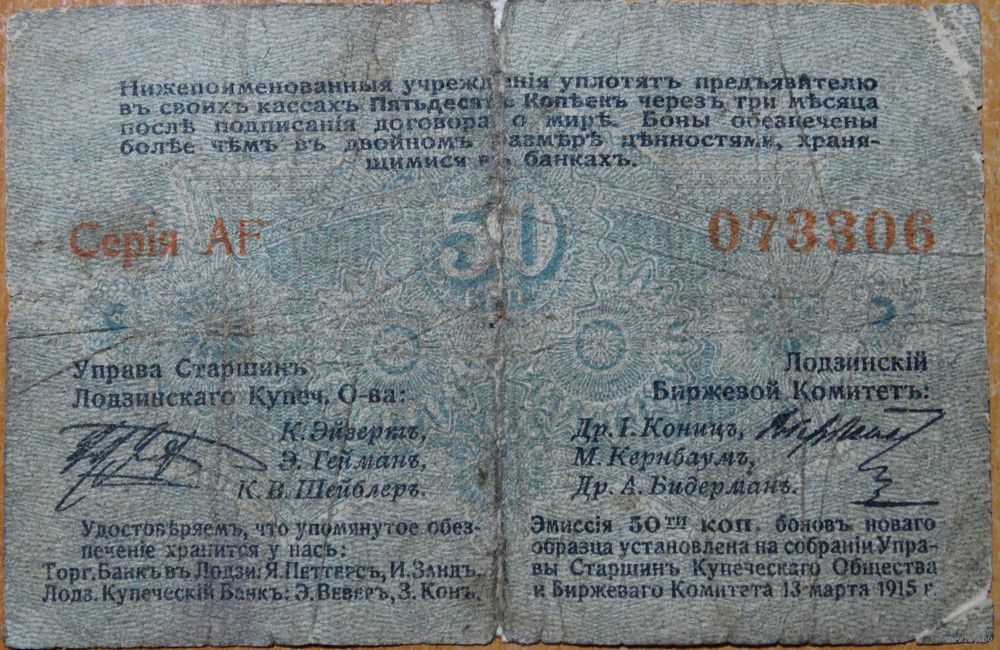 Нижепоименованныя учрежденія уплотятъ предъявителю
въ своихъ кассахъ Пятьдесятъ Копѣекъ черезъ три мѣсяца
послѣ подписанія договора о мирѣ. Боны обезпечены
болѣе чѣмъ въ двойномъ размѣрѣ цѣнностями, храня-
щимися въ банкахъ.
Серія AF
50
073306
Управа Старшинъ
Лодзинскаго Купеч. О-ва:
К. Эйзертъ,
Э. Гейманъ,
К. В. Шейблеръ.
Лодзинскій
Биржевой Комитетъ:
Др. І. Коницъ,
М. Кернбаумъ,
Др. А. Бидерманъ.
Удостовѣряемъ, что упомянутое обез-
печеніе хранится у насъ:
Торг. Банкъ въ Лодзи: Я. Петтерсъ, И. Зандъ.
Лодз. Купеческій Банкъ: Э. Веверъ, З. Конъ.
Эмиссія 50ти коп. боновъ новаго
образца установлена на собраніи Упра-
вы Старшинъ Купеческаго Общества
и Биржеваго Комитета 13 марта 1915 г.